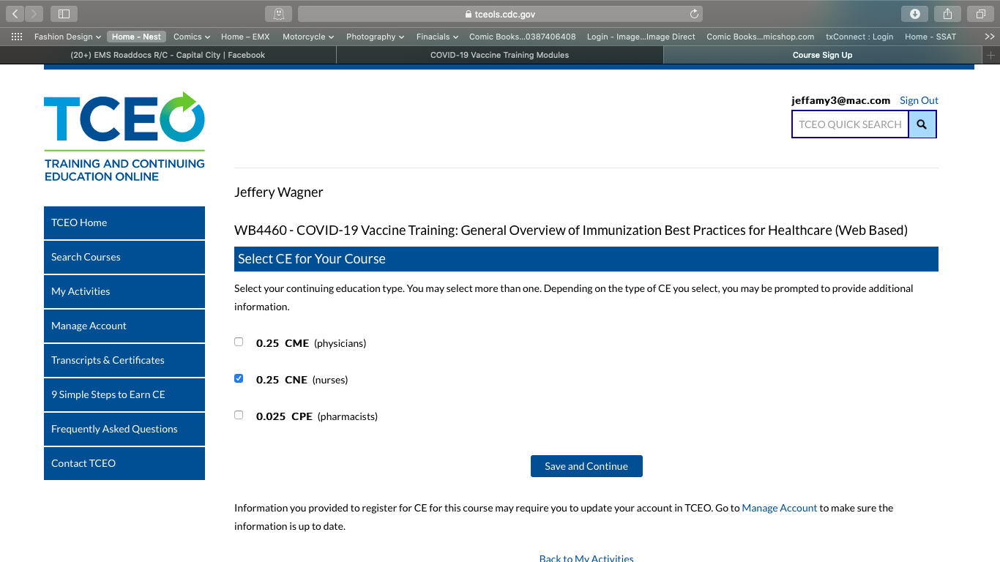 tceols.cdc.gov
Fashion Design Home - Nest Comics Home – EMX Motorcycle Photography Finacials Comic Books...0387406408 Login - Image...Image Direct Comic Books...micshop.com txConnect : Login Home - SSAT >>
(20+) EMS Roaddocs R/C - Capital City | Facebook COVID-19 Vaccine Training Modules Course Sign Up +
TCEO
TRAINING AND CONTINUING
EDUCATION ONLINE
jeffamy3@mac.com Sign Out
TCEO QUICK SEARCH
TCEO Home
Search Courses
My Activities
Manage Account
Transcripts & Certificates
9 Simple Steps to Earn CE
Frequently Asked Questions
Contact TCEO
Jeffery Wagner
WB4460 - COVID-19 Vaccine Training: General Overview of Immunization Best Practices for Healthcare (Web Based)
Select CE for Your Course
Select your continuing education type. You may select more than one. Depending on the type of CE you select, you may be prompted to provide additional
information.
0.25 CME (physicians)
0.25 CNE (nurses)
0.025 CPE (pharmacists)
Save and Continue
Information you provided to register for CE for this course may require you to update your account in TCEO. Go to Manage Account to make sure the
information is up to date.
Back to My Activities